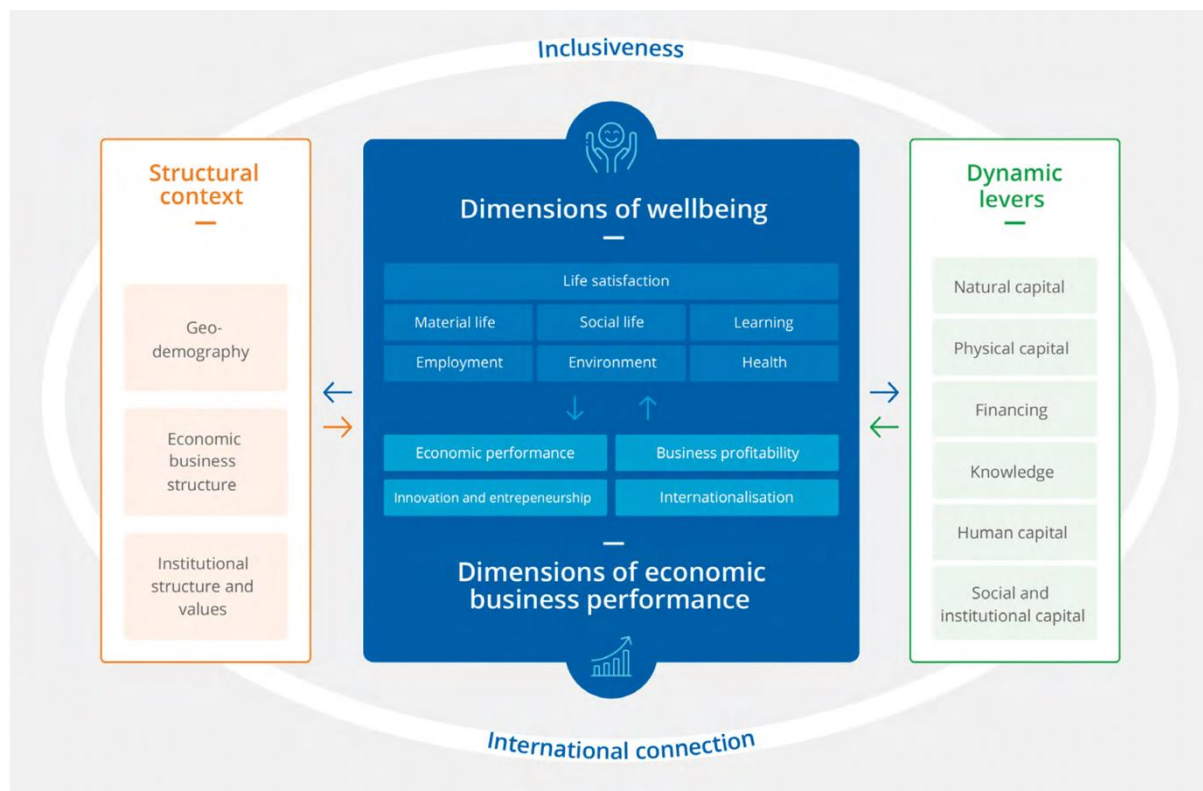 Inclusiveness
Structural
context
Geo-
demography
Economic
business
structure
Institutional
structure and
values
Dimensions of wellbeing
Life satisfaction
Material life
Social life
Learning
Employment
Environment
Health
Economic performance
Business profitability
Innovation and entrepeneurship
Internationalisation
Dimensions of economic
business performance
Dynamic
levers
Natural capital
Physical capital
Financing
Knowledge
Human capital
Social and
institutional capital
International connection